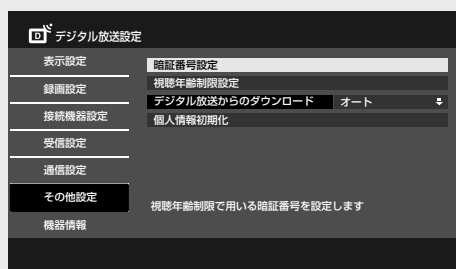 D デジタル放送設定
表示設定
録画設定
接続機器設定
受信設定
通信設定
その他設定
機器情報
暗証番号設定
視聴年齢制限設定
デジタル放送からのダウンロード オート
個人情報初期化
視聴年齢制限で用いる暗証番号を設定します